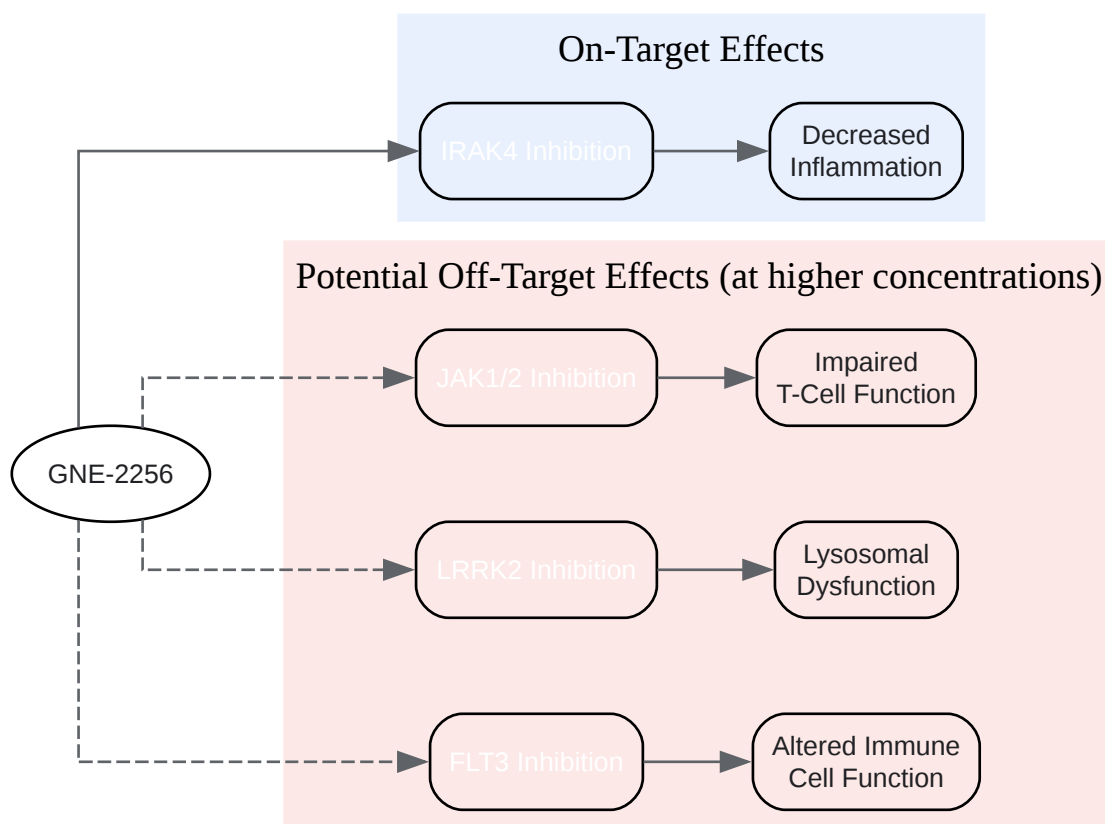 On-Target Effects
IRAK4 Inhibition
Decreased
Inflammation
Potential Off-Target Effects (at higher concentrations)
JAK1/2 Inhibition
Impaired
T-Cell Function
GNE-2256
LRRK2 Inhibition
Lysosomal
Dysfunction
FLT3 Inhibition
Altered Immune
Cell Function